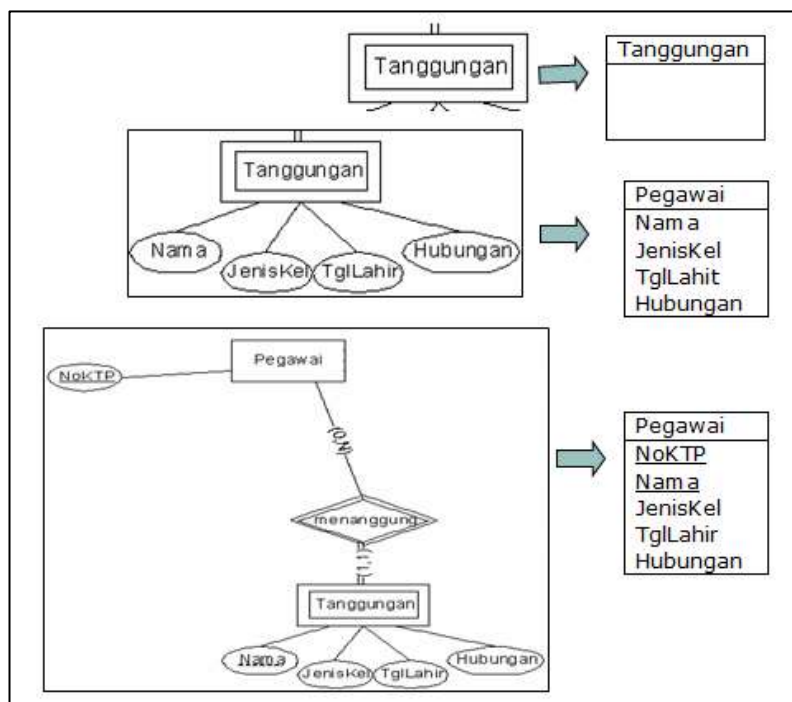 Tanggungan
Tanggungan
Tanggungan
Nama
JenisKel
TglLahir
Hubungan
Pegawai
Nama
JenisKel
TglLahit
Hubungan
Pegawai
NoKTP
(0,N)
menanggung
(1,1)
Tanggungan
Nama
JenisKel
TglLahir
Hubungan
Pegawai
NoKTP
Nama
JenisKel
TglLahir
Hubungan